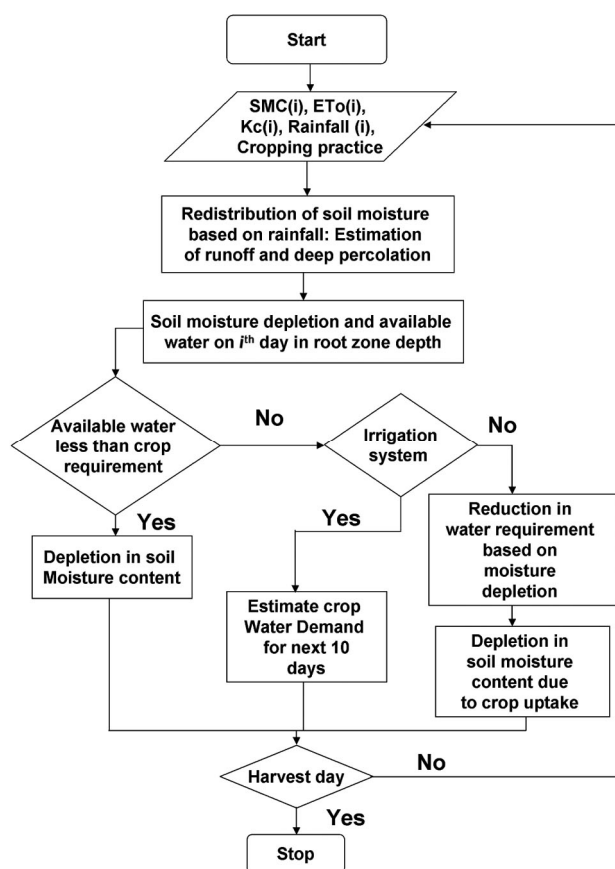 Start
SMC(i), ETo(i),
Kc(i), Rainfall (i),
Cropping practice
Redistribution of soil moisture
based on rainfall: Estimation
of runoff and deep percolation
Soil moisture depletion and available
water on ith day in root zone depth
Available water
less than crop
requirement
No
Irrigation
system
No
Yes
Depletion in soil
Moisture content
Yes
Estimate crop
Water Demand
for next 10
days
Reduction in
water requirement
based on
moisture
depletion
Depletion in
soil moisture
content due
to crop uptake
Harvest day
No
Yes
Stop